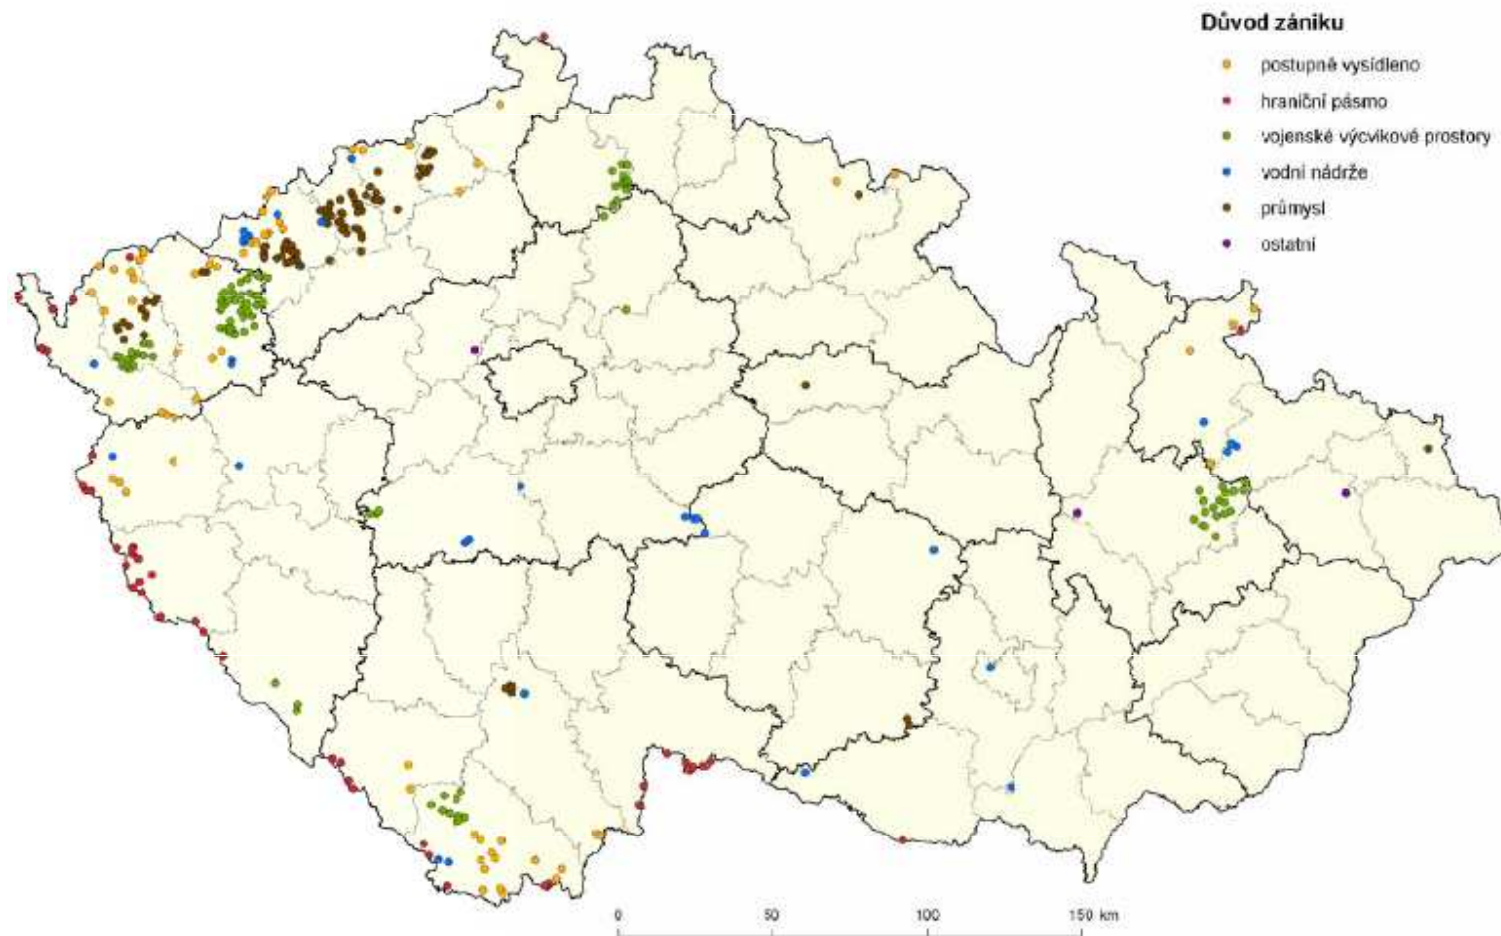 Důvod zániku
postupně vysídleno
hraniční pásmo
vojenské výcvikové prostory
vodní nádrže
průmysl
ostatní
0 50 100 150 km